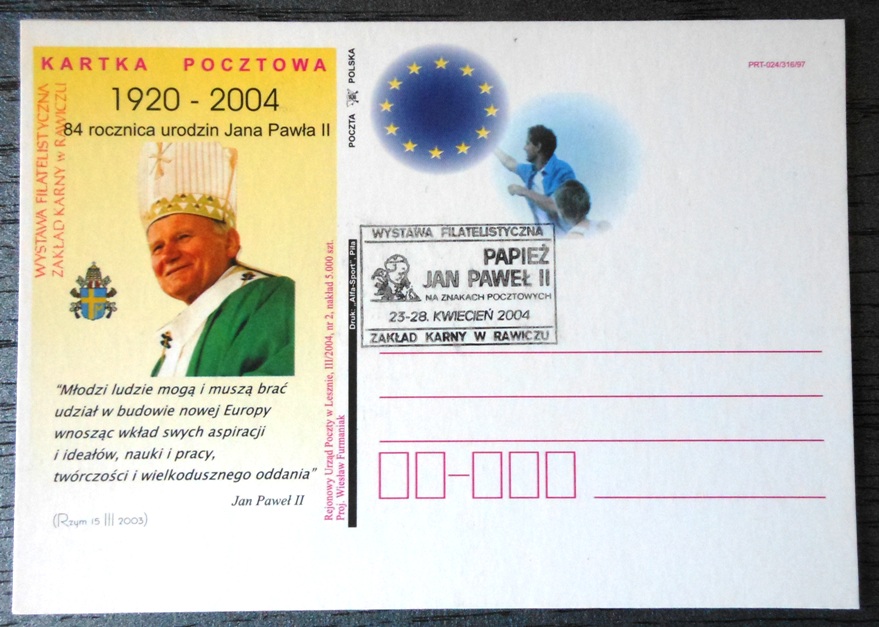 KARTKA POCZTOWA
1920 - 2004
84 rocznica urodzin Jana Pawła II
WYSTAWA FILATELISTYCZNA
ZAKŁAD KARNY w RAWICZU
"Młodzi ludzie mogą i muszą brać
udział w budowie nowej Europy
wnosząc wkład swych aspiracji
i ideałów, nauki i pracy,
twórczości i wielkodusznego oddania"
Jan Paweł II
(Rzym 15 III 2003)
Rejonowy Urząd Poczty w Lesznie, III/2004, nr 2, nakład 5.000 szt.
Proj. Wiesław Furmaniak
POCZTA POLSKA
Druk: „Alfa-Sport", Piła
PRT-024/316/97
WYSTAWA FILATELISTYCZNA
PAPIEŻ
JAN PAWEŁ II
NA ZNAKACH POCZTOWYCH
23-28. KWIECIEŃ 2004
ZAKŁAD KARNY W RAWICZU